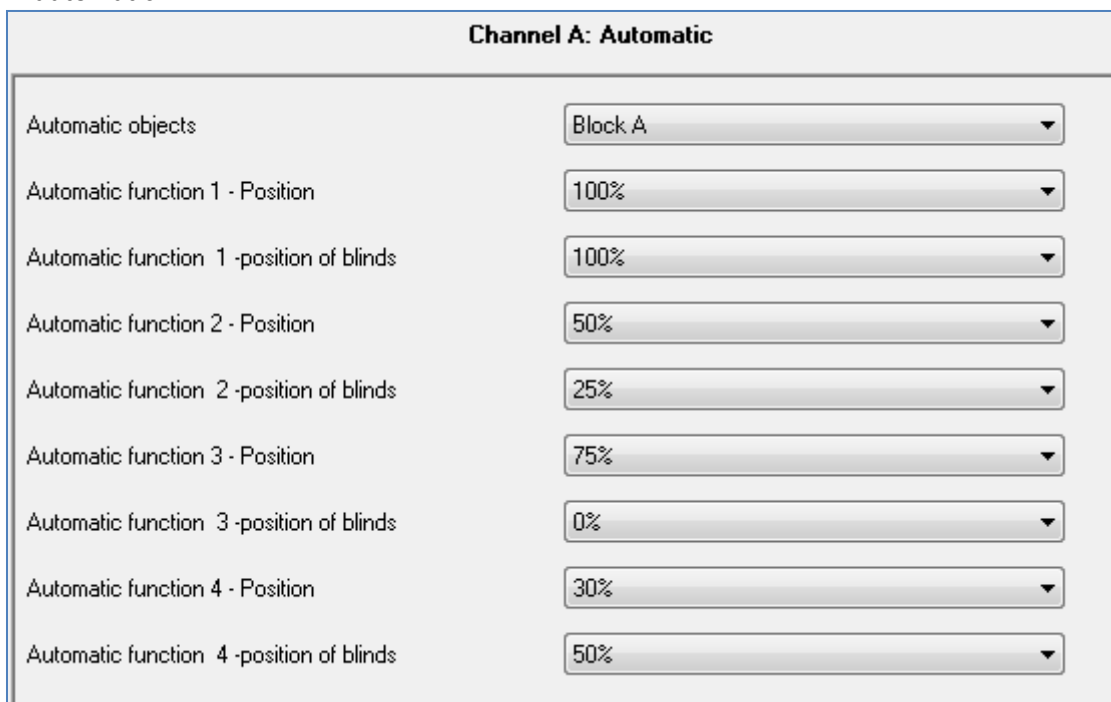 Channel A: Automatic
Automatic objects Block A
Automatic function 1 - Position 100%
Automatic function 1 -position of blinds 100%
Automatic function 2 - Position 50%
Automatic function 2 -position of blinds 25%
Automatic function 3 - Position 75%
Automatic function 3 -position of blinds 0%
Automatic function 4 - Position 30%
Automatic function 4 -position of blinds 50%